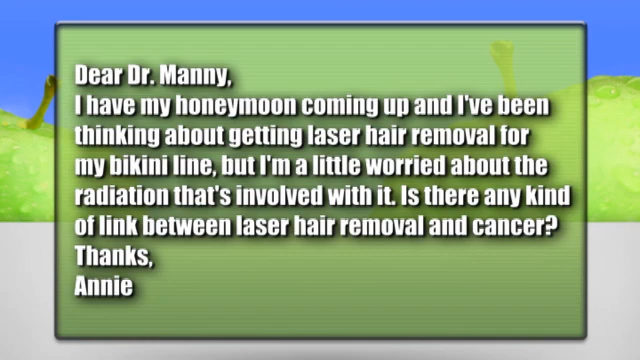 Dear Dr. Manny,
I have my honeymoon coming up and I've been
thinking about getting laser hair removal for
my bikini line, but I'm a little worried about the
radiation that's involved with it. Is there any kind
of link between laser hair removal and cancer?
Thanks,
Annie